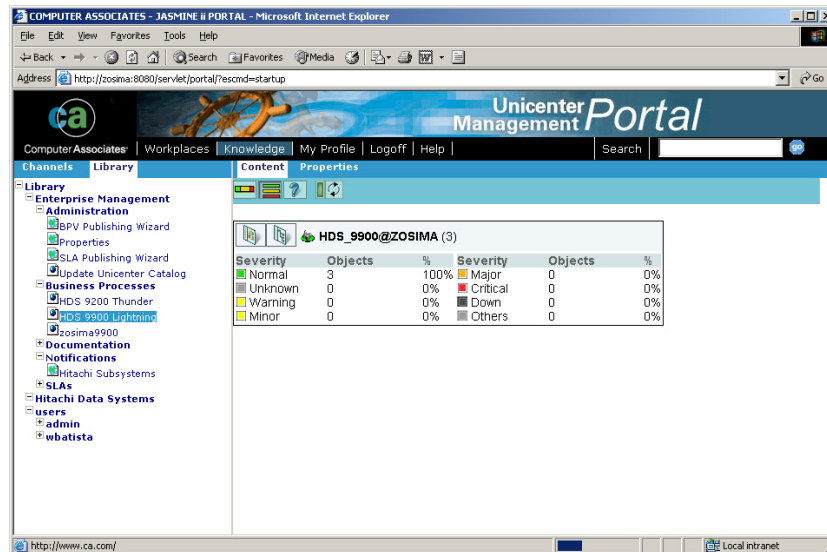 COMPUTER ASSOCIATES - JASMINE ii PORTAL - Microsoft Internet Explorer
File Edit View Favorites Tools Help
Back Search Favorites Media
Address http://zosima:8080/servlet/portal/?escmd=startup Go
ca
Unicenter Management Portal
Computer Associates Workplaces Knowledge My Profile Logoff Help Search go
Channels Library Content Properties
Library
Enterprise Management
Administration
BPV Publishing Wizard
Properties
SLA Publishing Wizard
Update Unicenter Catalog
Business Processes
HDS 9200 Thunder
HDS 9900 Lightning
zosima9900
Documentation
Notifications
Hitachi Subsystems
SLAs
Hitachi Data Systems
users
admin
wbatista
HDS_9900@ZOSIMA (3)
Severity Objects % Severity Objects %
Normal 3 100% Major 0 0%
Unknown 0 0% Critical 0 0%
Warning 0 0% Down 0 0%
Minor 0 0% Others 0 0%
http://www.ca.com/ Local intranet